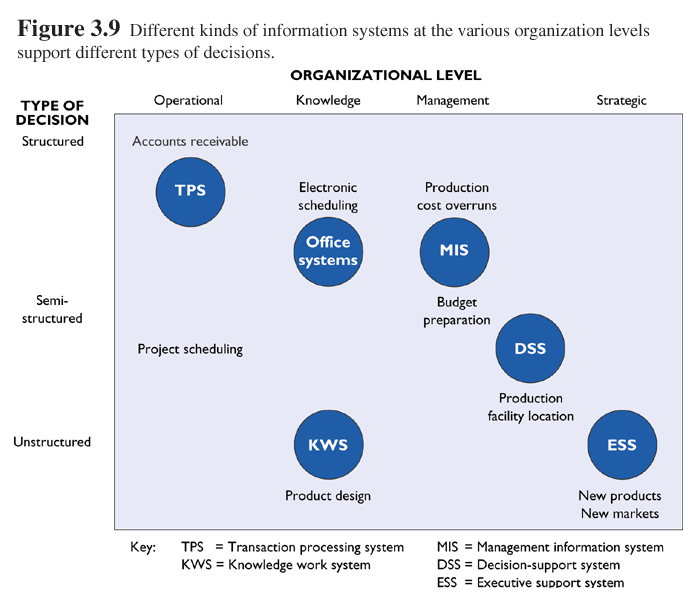 Figure 3.9 Different kinds of information systems at the various organization levels
support different types of decisions.
ORGANIZATIONAL LEVEL
TYPE OF
DECISION
Operational Knowledge Management Strategic
Structured
Accounts receivable
TPS
Electronic
scheduling
Office
systems
Production
cost overruns
MIS
Semi-
structured
Budget
preparation
Project scheduling
DSS
Production
facility location
Unstructured
KWS
Product design
ESS
New products
New markets
Key: TPS = Transaction processing system
KWS = Knowledge work system
MIS = Management information system
DSS = Decision-support system
ESS = Executive support system